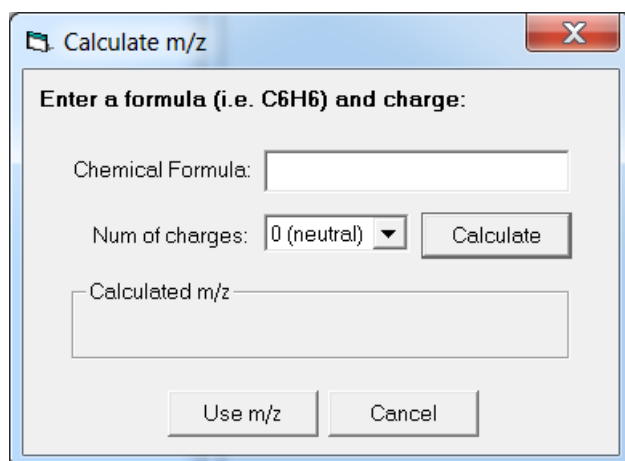 Calculate m/z
X
Enter a formula (i.e. C6H6) and charge:
Chemical Formula:
Num of charges: 0 (neutral) Calculate
Calculated m/z
Use m/z Cancel